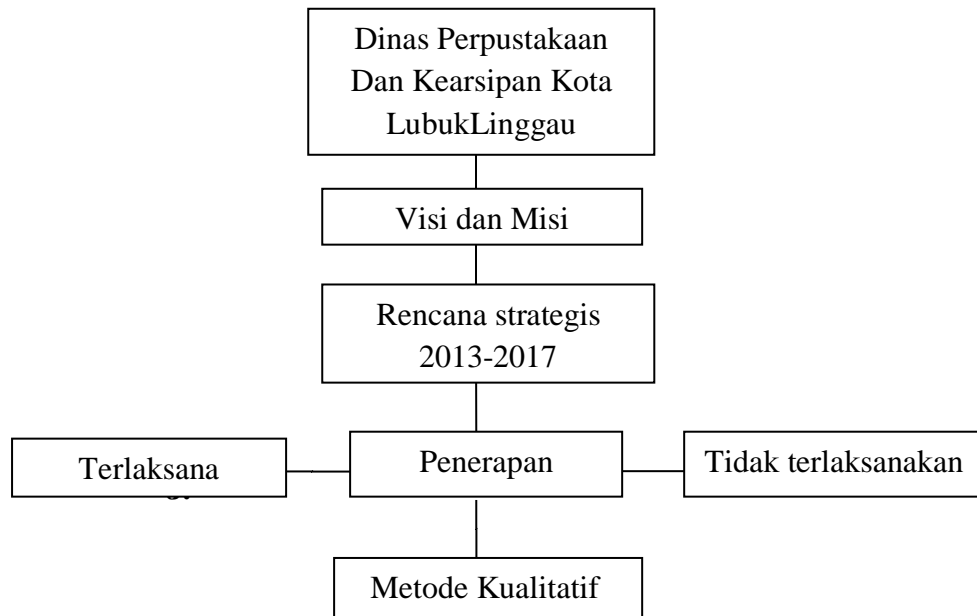 Dinas Perpustakaan
Dan Kearsipan Kota
LubukLinggau
Visi dan Misi
Rencana strategis
2013-2017
Terlaksana
Penerapan
Tidak terlaksanakan
Metode Kualitatif